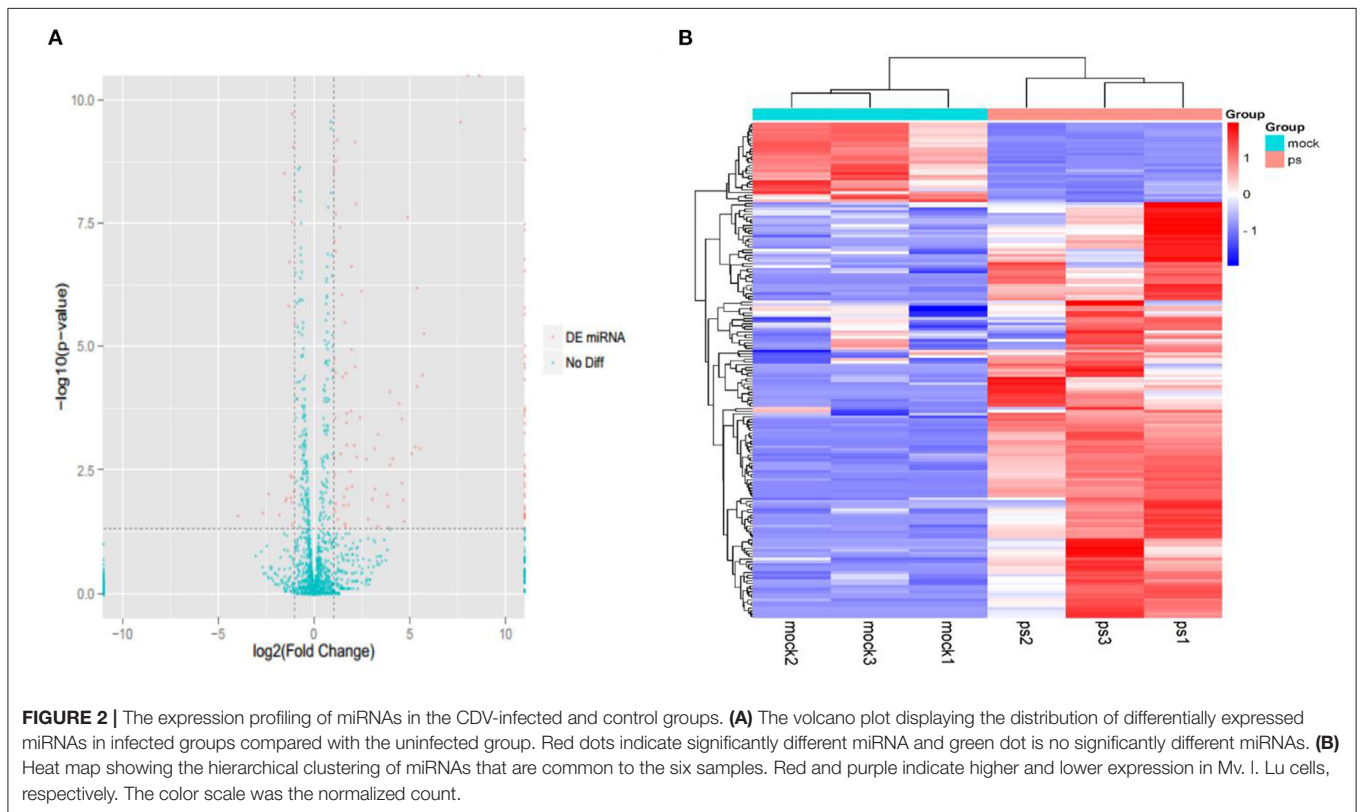 A
10.0
7.5
5.0
2.5
0.0
−log10(p-value)
−10
−5
0
5
10
log2(Fold Change)
DE miRNA
No Diff
B
Group
1
0
-1
Group
mock
ps
mock2
mock3
mock1
ps2
ps3
ps1
FIGURE 2 | The expression profiling of miRNAs in the CDV-infected and control groups. (A) The volcano plot displaying the distribution of differentially expressed
miRNAs in infected groups compared with the uninfected group. Red dots indicate significantly different miRNA and green dot is no significantly different miRNAs. (B)
Heat map showing the hierarchical clustering of miRNAs that are common to the six samples. Red and purple indicate higher and lower expression in Mv. l. Lu cells,
respectively. The color scale was the normalized count.